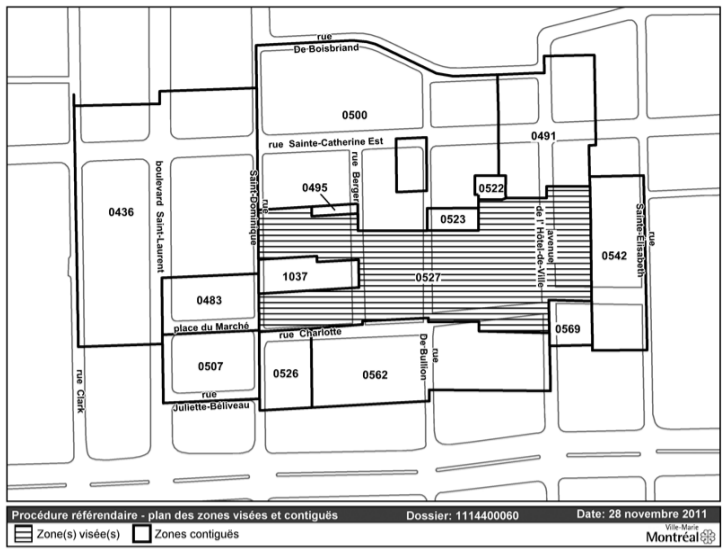 rue
De Boisbriand
0500
0491
rue Sainte-Catherine Est
rue Berger
0495
0522
0436
boulevard Saint-Laurent
rue
Saint-Dominique
0523
avenue
de l'Hôtel-de-Ville
rue
Sainte-Élisabeth
0542
1037
0527
0483
place du Marché
rue Charlotte
0569
0507
0526
0562
rue
De Bullion
rue Clark
rue
Juliette-Béliveau
Procédure référendaire - plan des zones visées et contiguës Dossier: 1114400060 Date: 28 novembre 2011
Zone(s) visée(s) Zones contiguës
Ville-Marie
Montréal